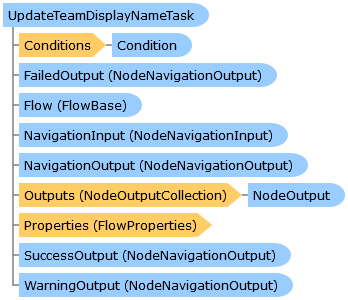 UpdateTeamDisplayNameTask
Conditions Condition
FailedOutput (NodeNavigationOutput)
Flow (FlowBase)
NavigationInput (NodeNavigationInput)
NavigationOutput (NodeNavigationOutput)
Outputs (NodeOutputCollection) NodeOutput
Properties (FlowProperties)
SuccessOutput (NodeNavigationOutput)
WarningOutput (NodeNavigationOutput)